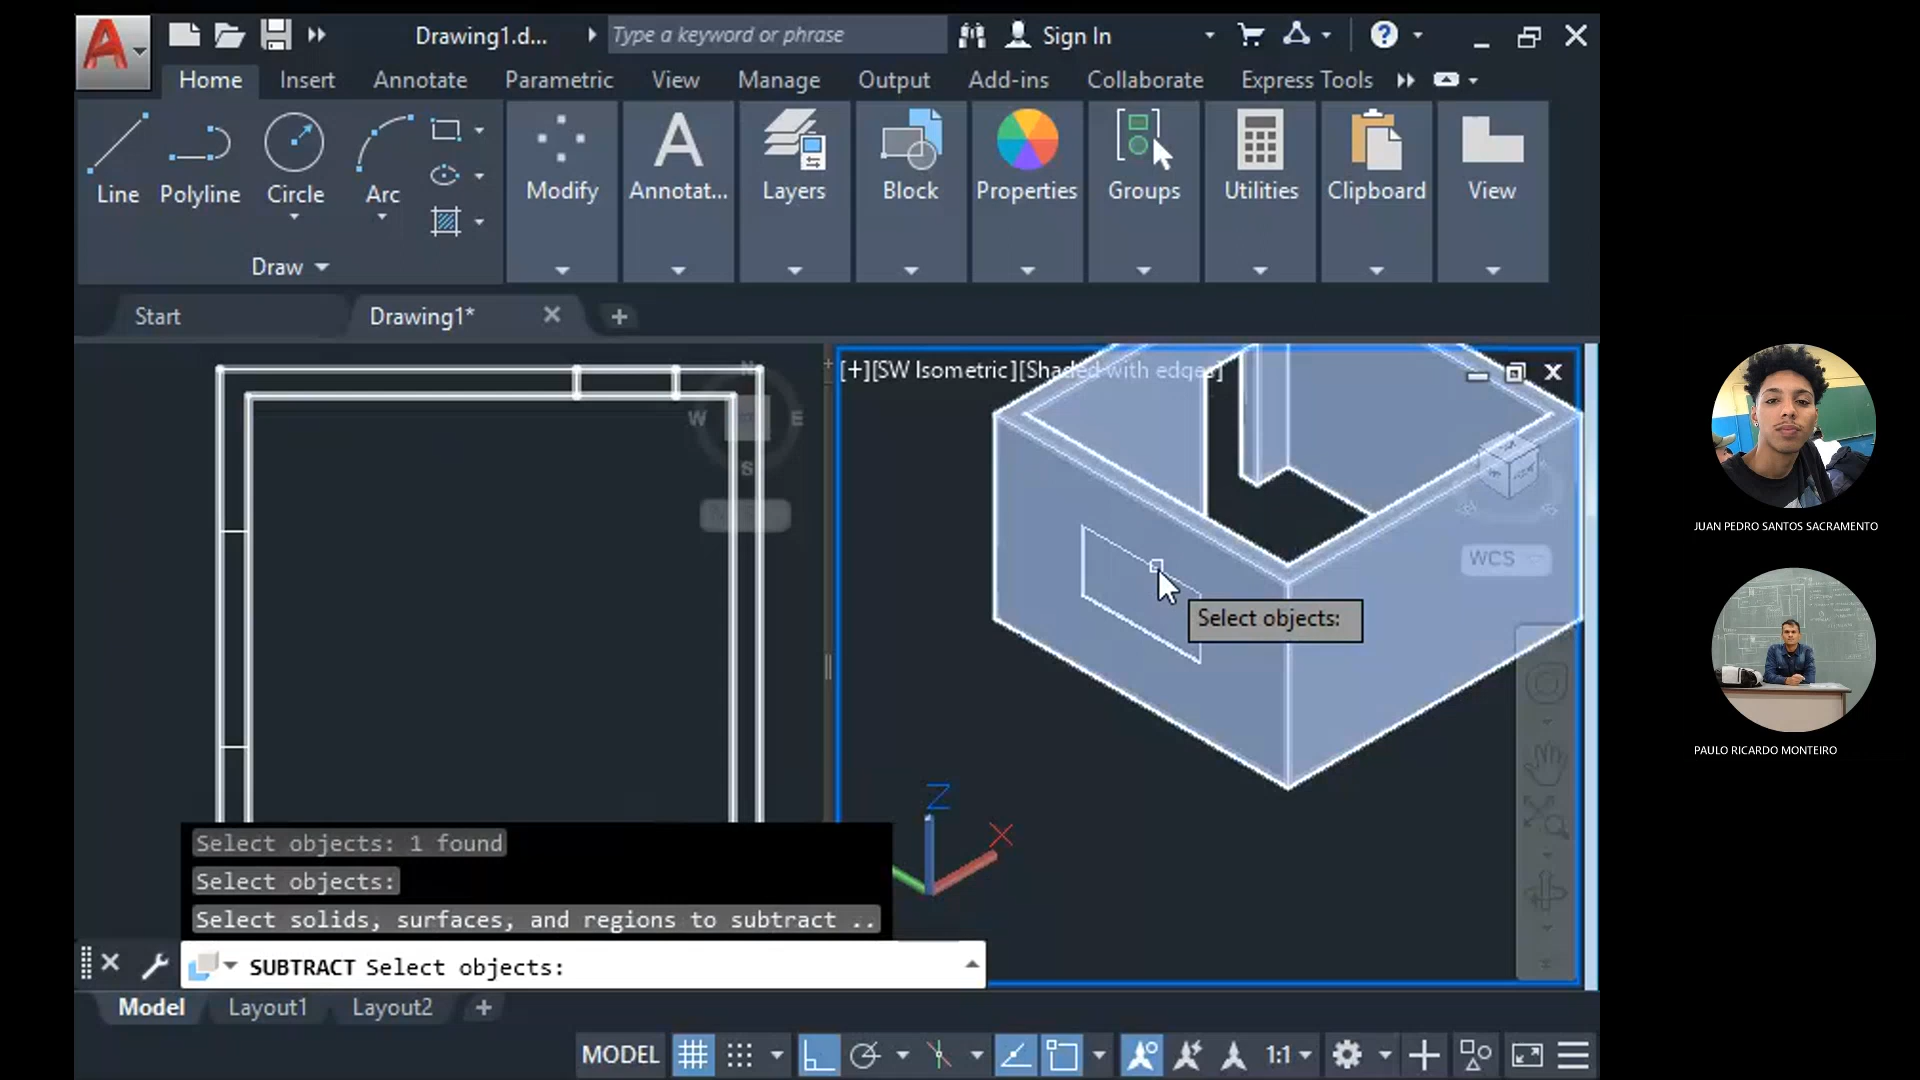 Drawing1.d...
Type a keyword or phrase
Sign In
Home
Insert
Annotate
Parametric
View
Manage
Output
Add-ins
Collaborate
Express Tools
Line
Polyline
Circle
Arc
Modify
Annotat...
Layers
Block
Properties
Groups
Utilities
Clipboard
View
Draw
Start
Drawing1*
[+][SW Isometric][Shaded with edges]
N
W
E
S
WCS
Select objects:
Z
X
JUAN PEDRO SANTOS SACRAMENTO
PAULO RICARDO MONTEIRO
Select objects: 1 found
Select objects:
Select solids, surfaces, and regions to subtract ..
SUBTRACT Select objects:
Model
Layout1
Layout2
MODEL
1:1